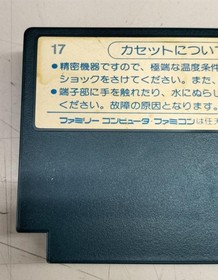 17 カセットについ
●精密機器ですので、極端な温度条件
ショックをさけてください。また、
●端子部に手を触れたり、水にぬらし
ください。故障の原因となります。
ファミリーコンピュータ・ファミコンは任天